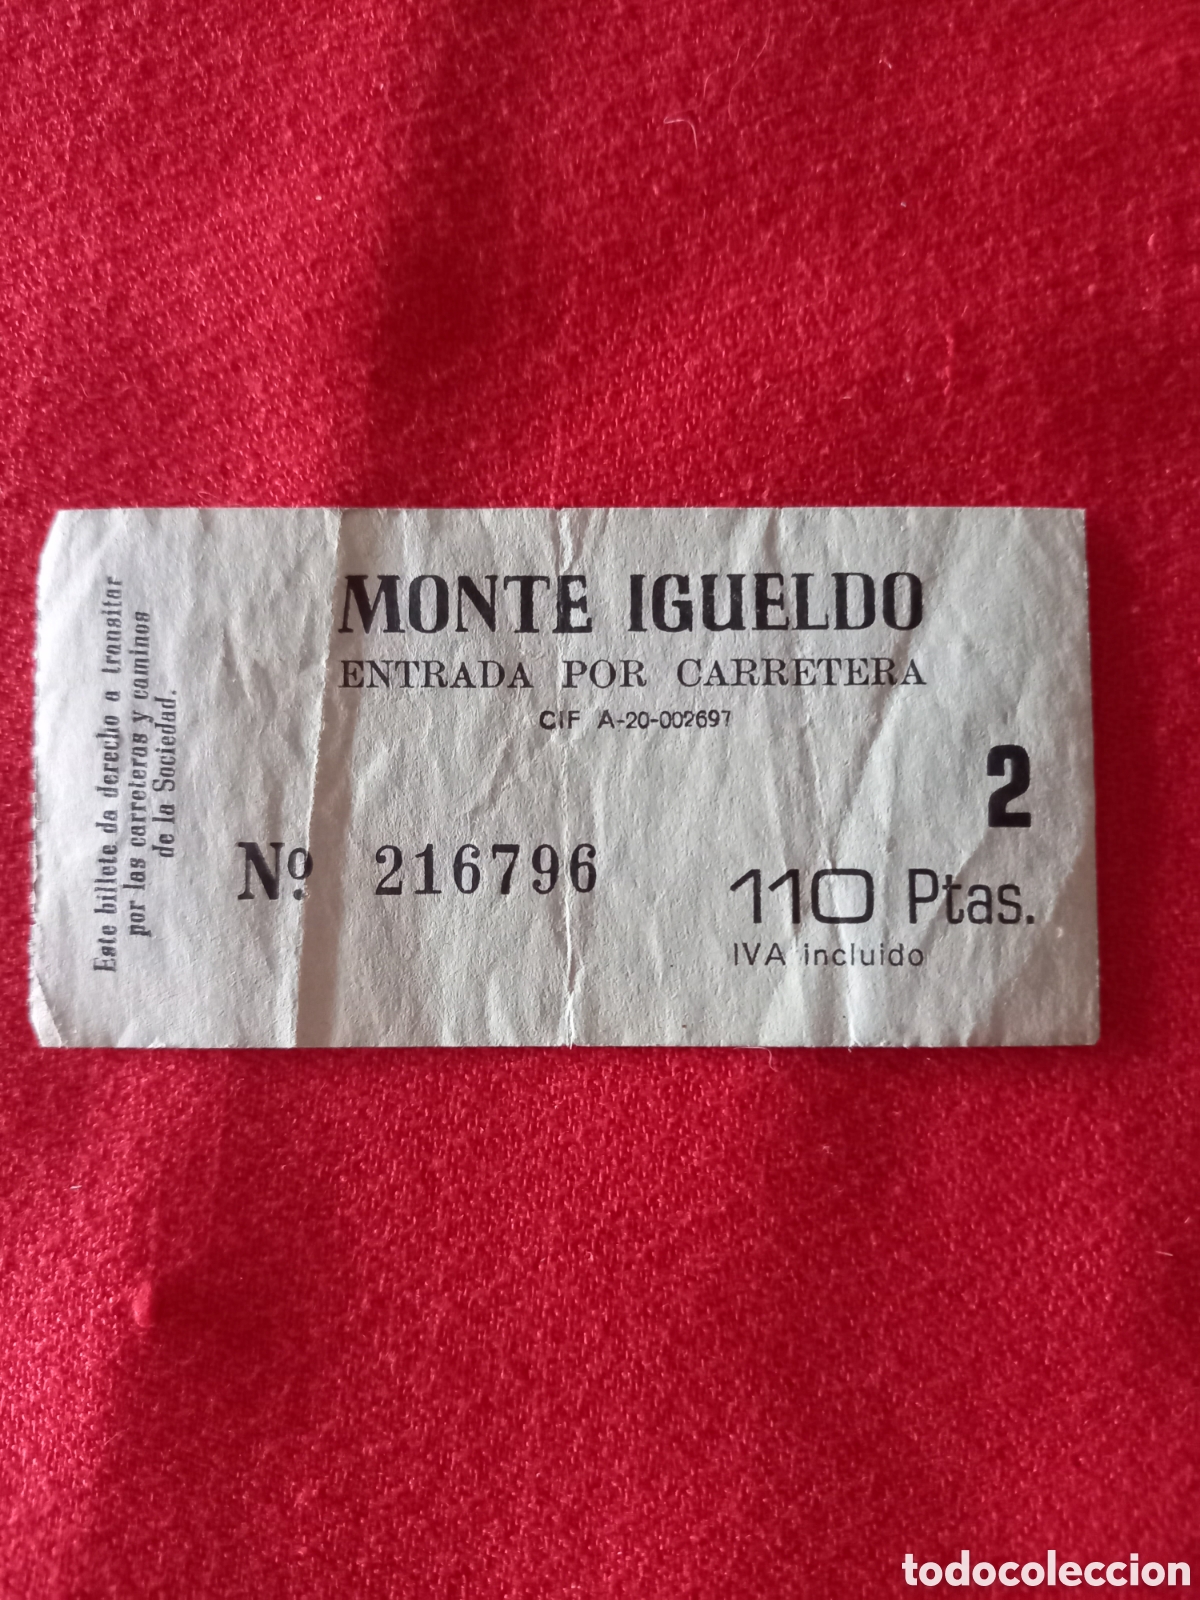 Este billete da derecho a transitar
por las carreteras y caminos
de la Sociedad.
MONTE IGUELDO
ENTRADA POR CARRETERA
CIF A-20-002697
2
Nº 216796
110 Ptas.
IVA incluido
todocoleccion